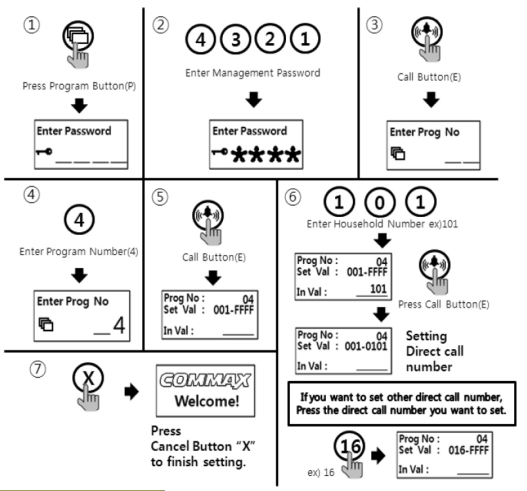 ①
Press Program Button(P)
Enter Password
②
4 3 2 1
Enter Management Password
Enter Password
****
③
Call Button(E)
Enter Prog No
④
4
Enter Program Number(4)
Enter Prog No
4
⑤
Call Button(E)
Prog No : 04
Set Val : 001-FFFF
In Val :
⑥
1 0 1
Enter Household Number ex)101
Prog No : 04
Set Val : 001-FFFF
In Val : 101
Press Call Button(E)
Prog No : 04
Set Val : 001-0101
In Val :
Setting
Direct call
number
If you want to set other direct call number,
Press the direct call number you want to set.
ex) 16
16
Prog No : 04
Set Val : 016-FFFF
In Val :
⑦
X
COMMAX
Welcome!
Press
Cancel Button "X"
to finish setting.